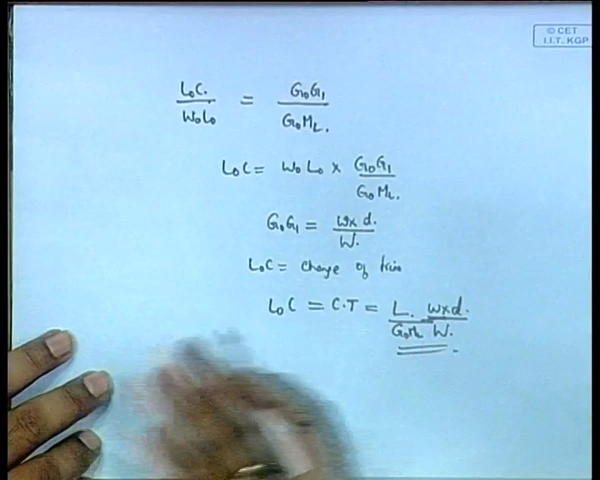 © CET
I.I.T. KGP
L₀C. / W₀L₀ = G₀G₁ / G₀M_L.
L₀C = W₀L₀ × G₀G₁ / G₀M_L.
G₀G₁ = w×d. / W.
L₀C = change of trim
L₀C = C.T = L. w×d. / G₀M_L W.